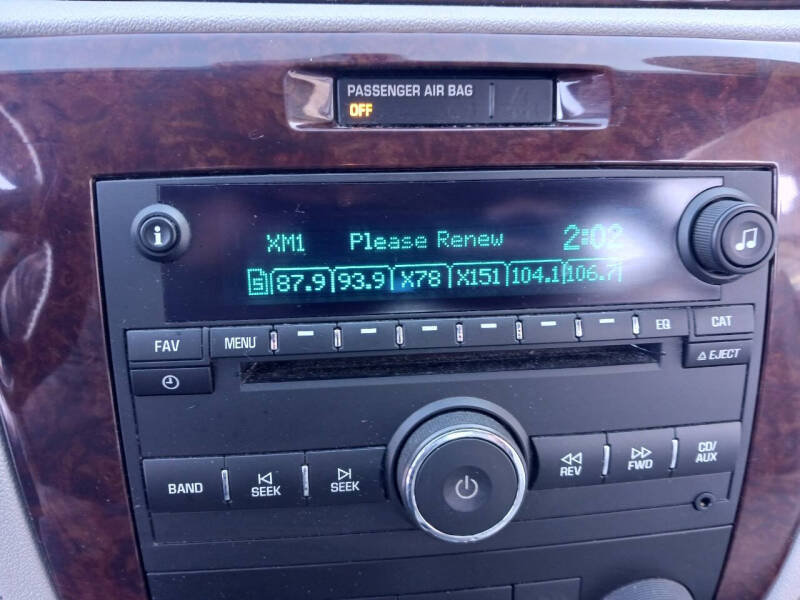 PASSENGER AIR BAG
OFF
i
XM1 Please Renew 2:02
5 87.9 93.9 X78 X151 104.1 106.7
FAV MENU EQ CAT
EJECT
BAND SEEK SEEK REV FWD CD/
AUX